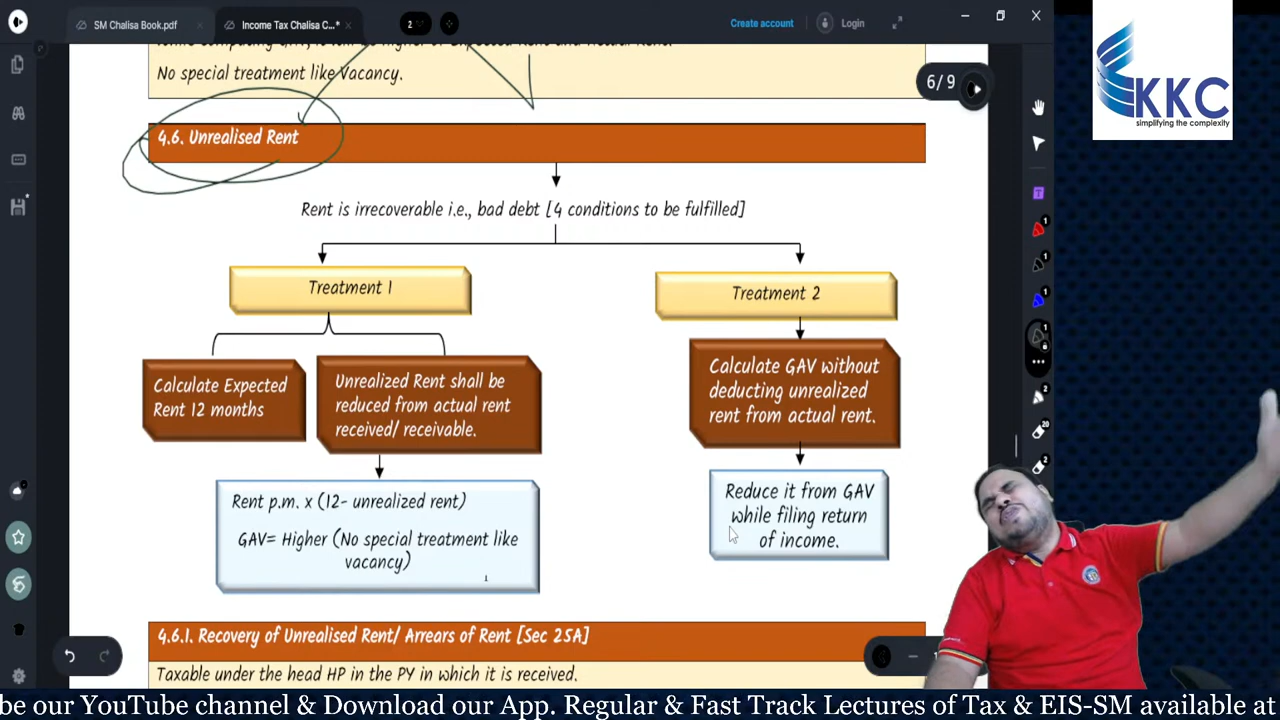 SM Chalisa Book.pdf
Income Tax Chalisa C...*
2
Create account
Login
No special treatment like Vacancy.
6/9
KKC
simplifying the complexity
4.6. Unrealised Rent
Rent is irrecoverable i.e., bad debt [4 conditions to be fulfilled]
Treatment 1
Treatment 2
Calculate Expected
Rent 12 months
Unrealized Rent shall be
reduced from actual rent
received/ receivable.
Calculate GAV without
deducting unrealized
rent from actual rent.
Rent p.m. x (12- unrealized rent)
GAV= Higher (No special treatment like
vacancy)
Reduce it from GAV
while filing return
of income.
4.6.1. Recovery of Unrealised Rent/ Arrears of Rent [Sec 25A]
Taxable under the head HP in the PY in which it is received.
be our YouTube channel & Download our App. Regular & Fast Track Lectures of Tax & EIS-SM available at